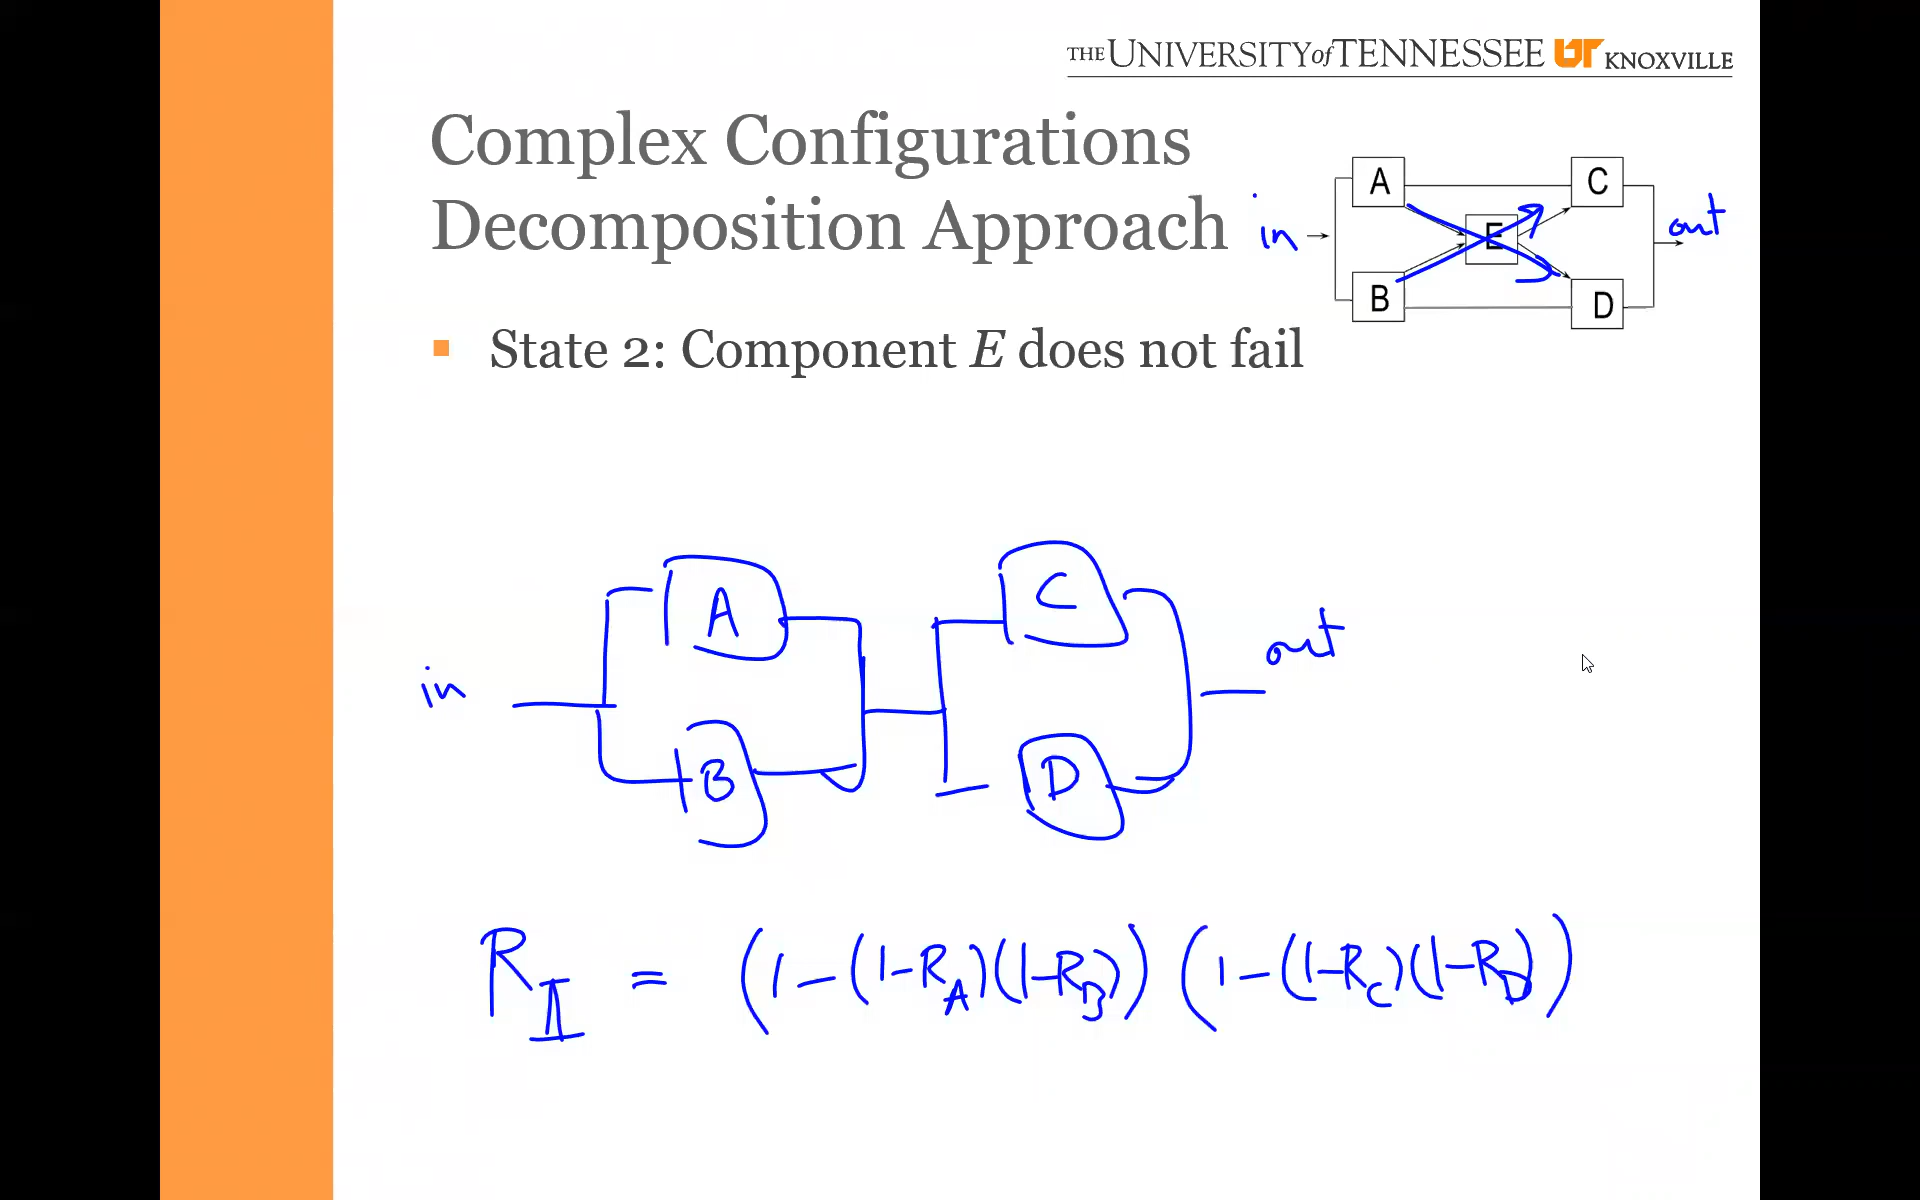 THE UNIVERSITY of TENNESSEE UT KNOXVILLE
Complex Configurations
Decomposition Approach
A C
in E out
B D
State 2: Component E does not fail
A C
in out
B D
R_II = (1-(1-R_A)(1-R_B))(1-(1-R_C)(1-R_D))